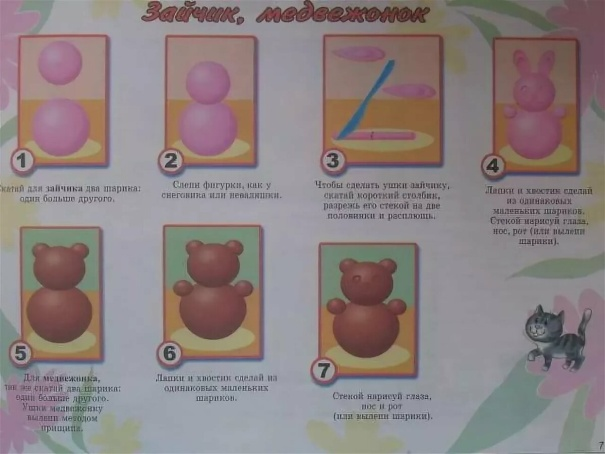 Зайчик, медвежонок
1
Скатай для зайчика два шарика:
один больше другого.
2
Слепи фигурки, как у
снеговика или неваляшки.
3
Чтобы сделать ушки зайчику,
скатай короткий столбик,
разрежь его стекой на две
половинки и расплющь.
4
Лапки и хвостик сделай
из одинаковых
маленьких шариков.
Стекой нарисуй глаза,
нос, рот (или вылепи
шарики).
5
Для медвежонка,
так же скатай два шарика:
один больше другого.
Ушки медвежонку
вылепи методом
прищипа.
6
Лапки и хвостик сделай из
одинаковых маленьких
шариков.
7
Стекой нарисуй глаза,
нос и рот
(или вылепи шарики).
7